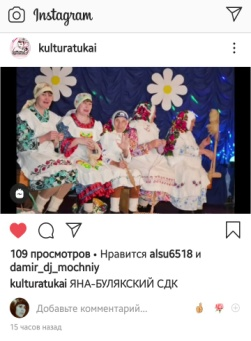 Instagram
kulturatukai
109 просмотров • Нравится alsu6518 и
damir_dj_mochniy
kulturatukai ЯНА-БУЛЯКСКИЙ СДК
Добавьте комментарий...
15 часов назад